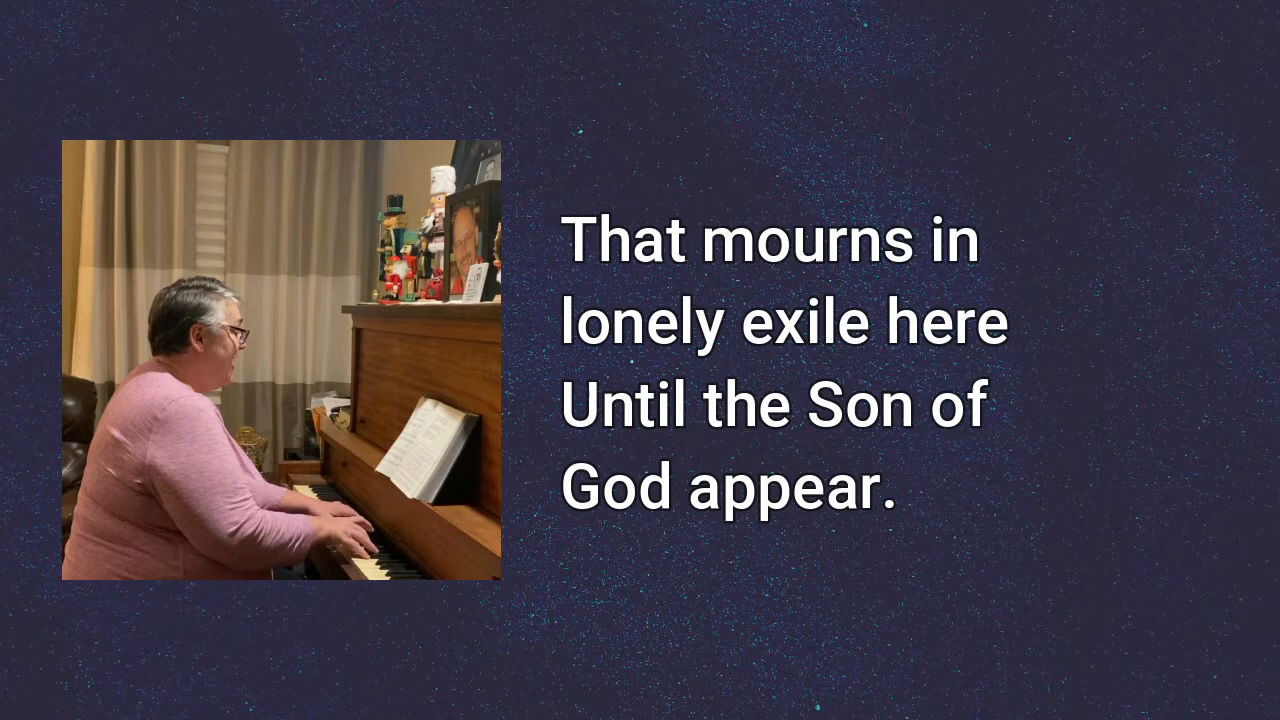 That mourns in
lonely exile here
Until the Son of
God appear.